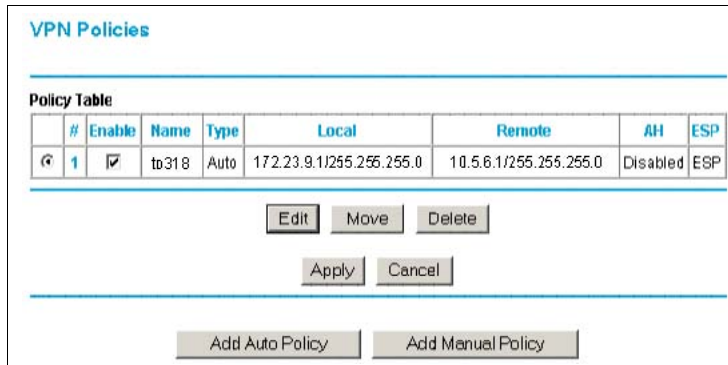 VPN Policies
Policy Table
# Enable Name Type Local Remote AH ESP
1 to318 Auto 172.23.9.1/255.255.255.0 10.5.6.1/255.255.255.0 Disabled ESP
Edit Move Delete
Apply Cancel
Add Auto Policy Add Manual Policy